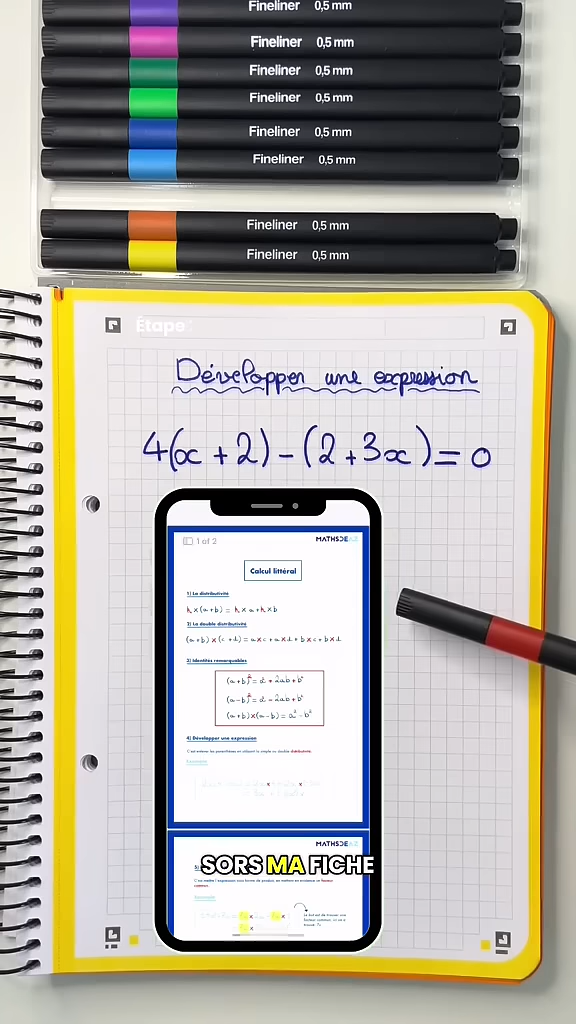 Fineliner 0,5 mm
Fineliner 0,5 mm
Fineliner 0,5 mm
Fineliner 0,5 mm
Fineliner 0,5 mm
Fineliner 0,5 mm
Fineliner 0,5 mm
Fineliner 0,5 mm
Étape :
Développer une expression
4(x + 2) - (2 + 3x) = 0
1 of 2
MATHSDEAZ
Calcul littéral
1) La distributivité
k × (a + b) = k × a + k × b
2) La double distributivité
(a + b) × (c + d) = a × c + a × d + b × c + b × d
3) Identités remarquables
(a+b)² = a² + 2ab + b²
(a-b)² = a² - 2ab + b²
(a+b)×(a-b) = a² - b²
4) Développer une expression
C'est enlever les parenthèses en utilisant la simple ou double distributivité.
MATHSDEAZ
SORS MA FICHE